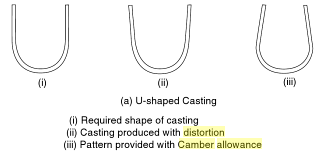 (i) (ii) (iii)
(a) U-shaped Casting
(i) Required shape of casting
(ii) Casting produced with distortion
(iii) Pattern provided with Camber allowance